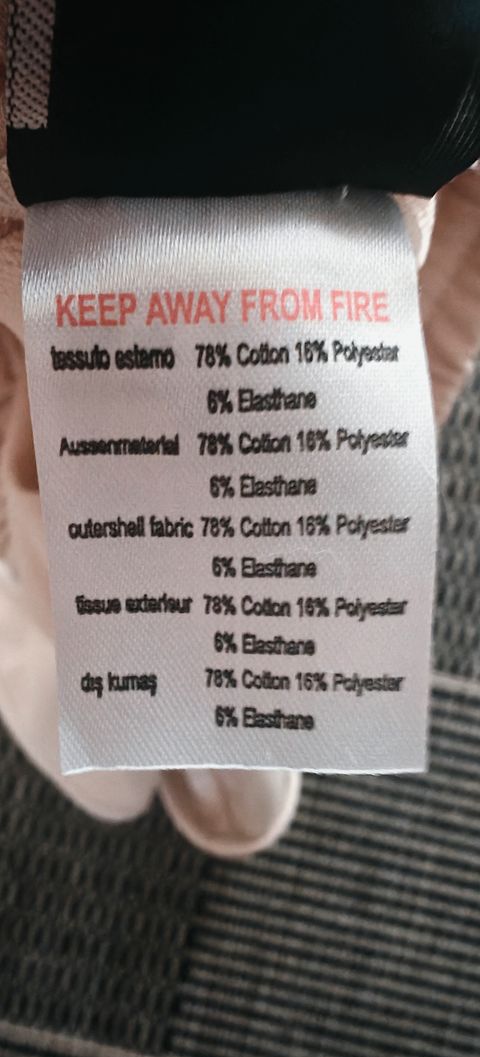 KEEP AWAY FROM FIRE
tessuto esterno 78% Cotton 16% Polyester
6% Elasthane
Aussenmaterial 78% Cotton 16% Polyester
6% Elasthane
outershell fabric 78% Cotton 16% Polyester
6% Elasthane
tissue exterieur 78% Cotton 16% Polyester
6% Elasthane
dış kumaş 78% Cotton 16% Polyester
6% Elasthane